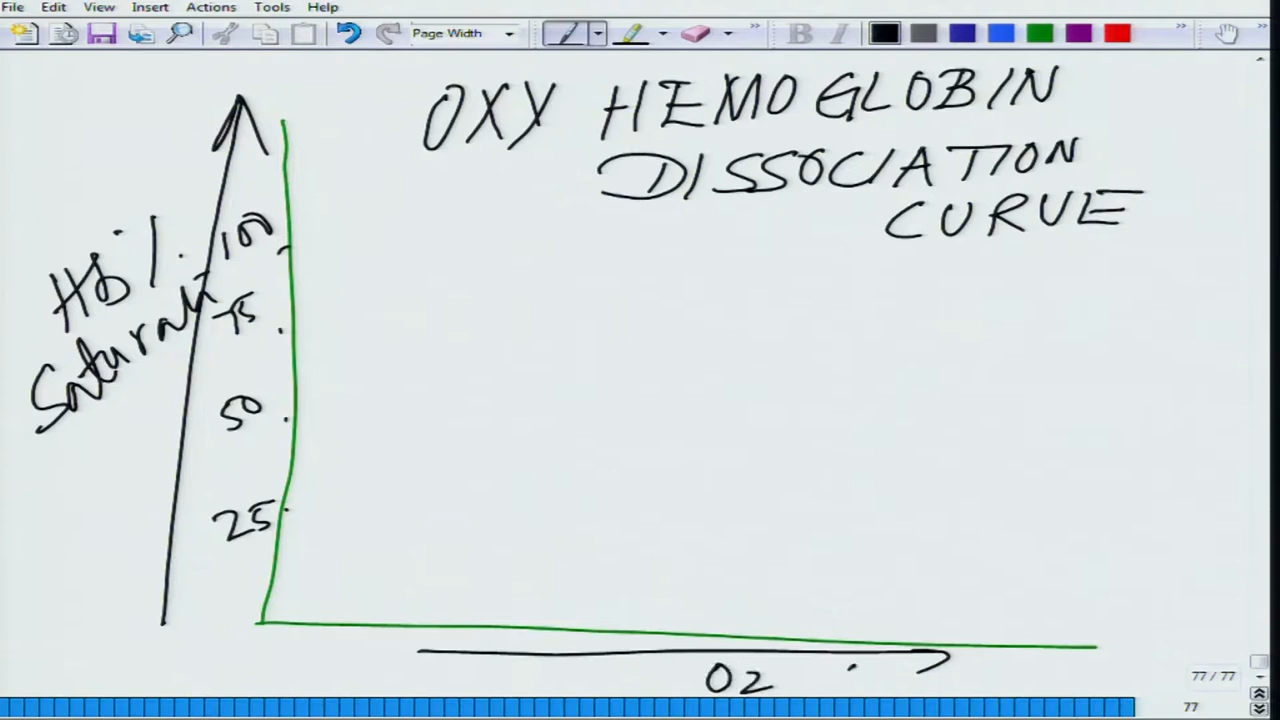 File Edit View Insert Actions Tools Help
Page Width
OXY HEMOGLOBIN
DISSOCIATION
CURVE
Hb %.
100
75
50
25
O2
77 / 77
77